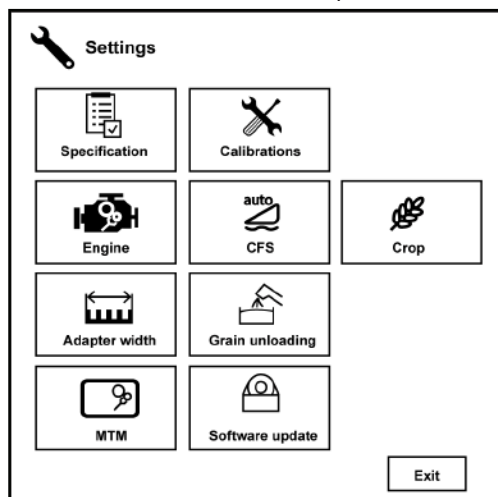 Settings
Specification
Calibrations
Engine
auto
CFS
Crop
Adapter width
Grain unloading
MTM
Software update
Exit